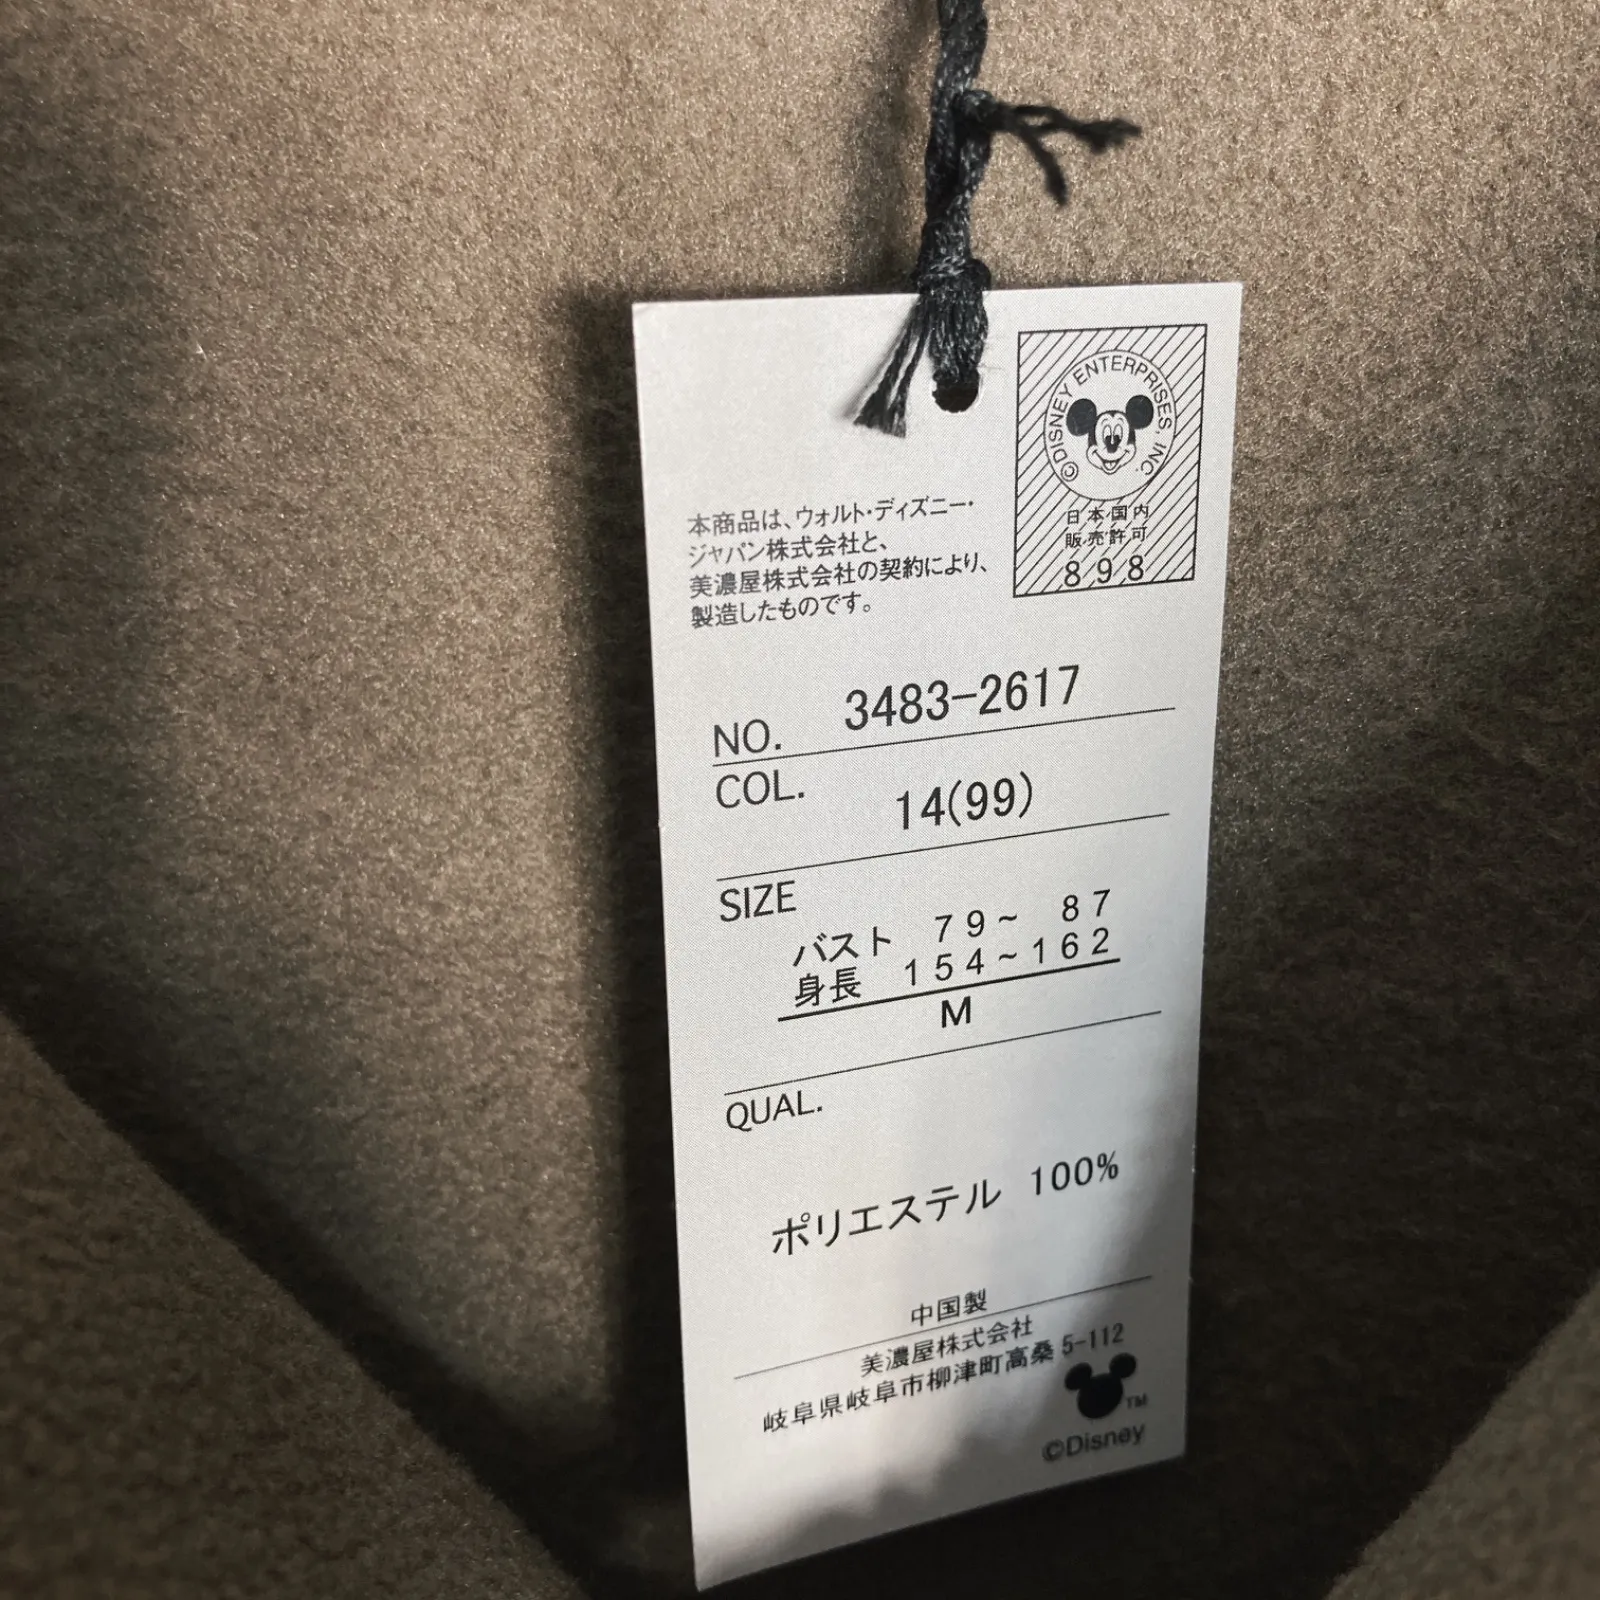 ©DISNEY ENTERPRISES, INC.
日本国内
販売許可
898
本商品は、ウォルト・ディズニー・
ジャパン株式会社と、
美濃屋株式会社の契約により、
製造したものです。
NO. 3483-2617
COL. 14(99)
SIZE
バスト 79~ 87
身長 154~162
M
QUAL.
ポリエステル 100%
中国製
美濃屋株式会社
岐阜県岐阜市柳津町高桑 5-112
TM
©Disney